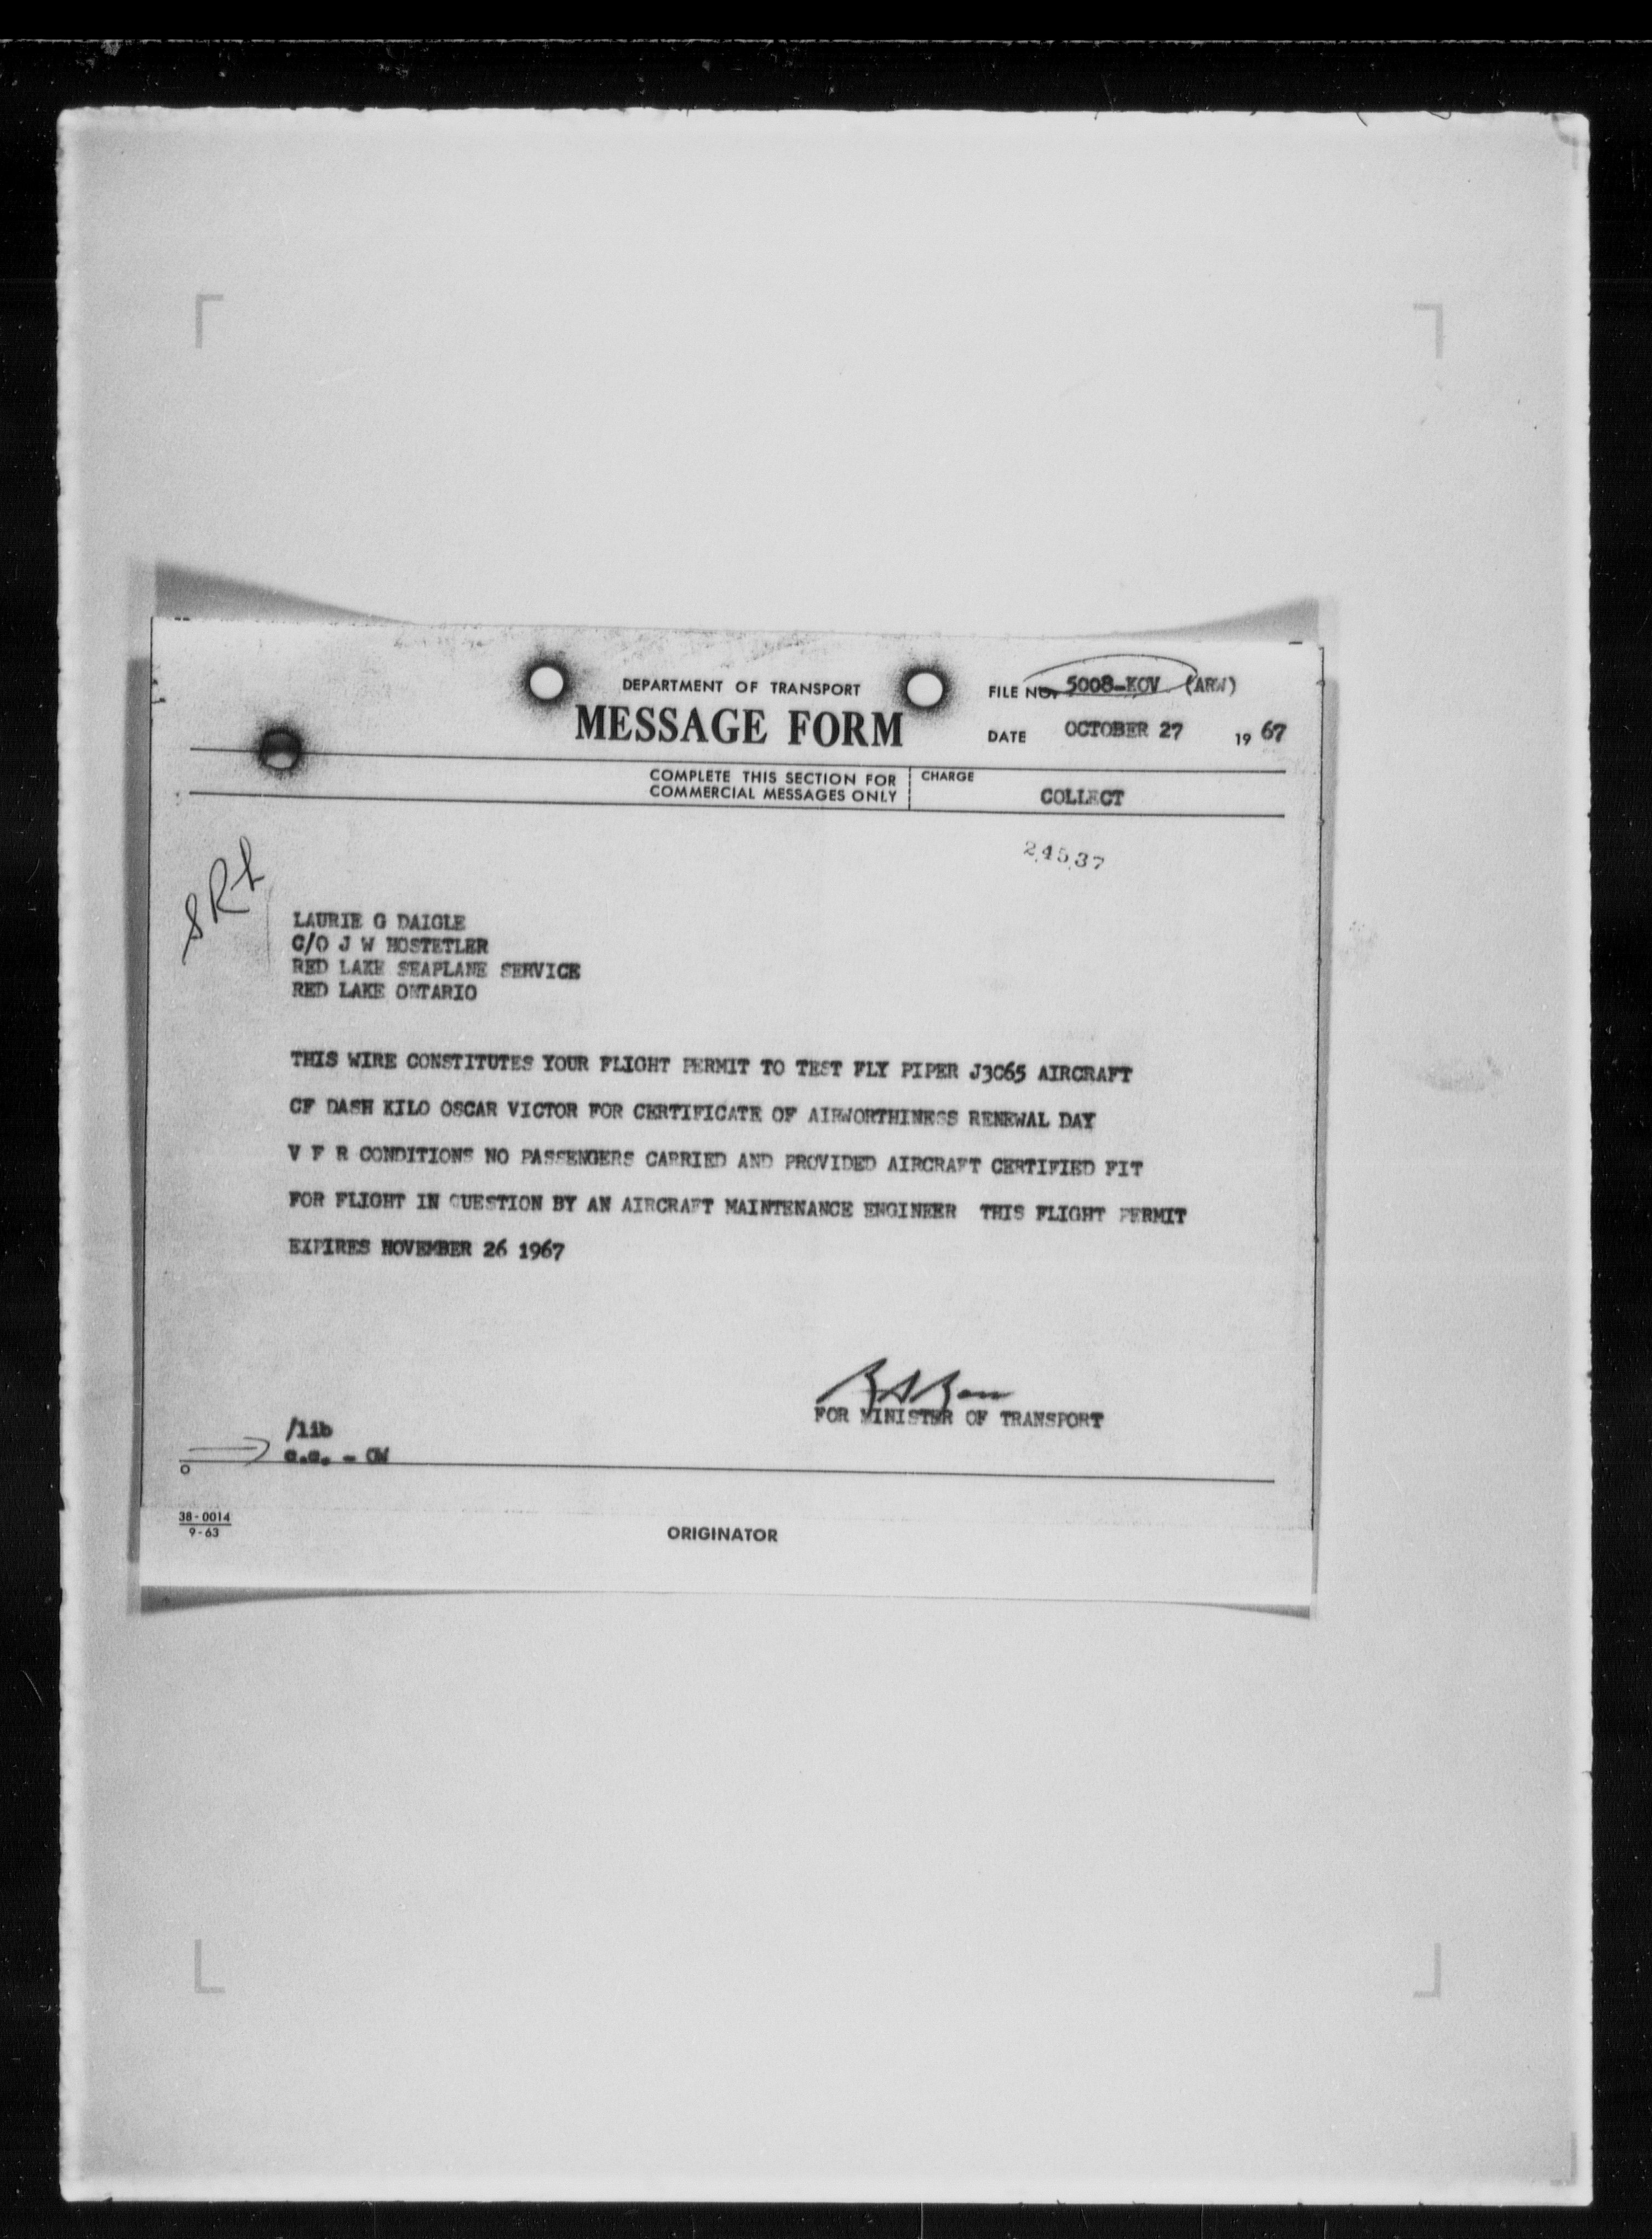 DEPARTMENT OF TRANSPORT
MESSAGE FORM
FILE NO. 5008-KOV (ARW)
DATE OCTOBER 27 19 67
COMPLETE THIS SECTION FOR
COMMERCIAL MESSAGES ONLY
CHARGE
COLLECT
24537
LAURIE G DAIGLE
C/O J W HOSTETLER
RED LAKE SEAPLANE SERVICE
RED LAKE ONTARIO
THIS WIRE CONSTITUTES YOUR FLIGHT PERMIT TO TEST FLY PIPER J3C65 AIRCRAFT
CF DASH KILO OSCAR VICTOR FOR CERTIFICATE OF AIRWORTHINESS RENEWAL DAY
V F R CONDITIONS NO PASSENGERS CARRIED AND PROVIDED AIRCRAFT CERTIFIED FIT
FOR FLIGHT IN QUESTION BY AN AIRCRAFT MAINTENANCE ENGINEER THIS FLIGHT PERMIT
EXPIRES NOVEMBER 26 1967
FOR MINISTER OF TRANSPORT
/lib
c.c. - OW
38-0014
9-63
ORIGINATOR